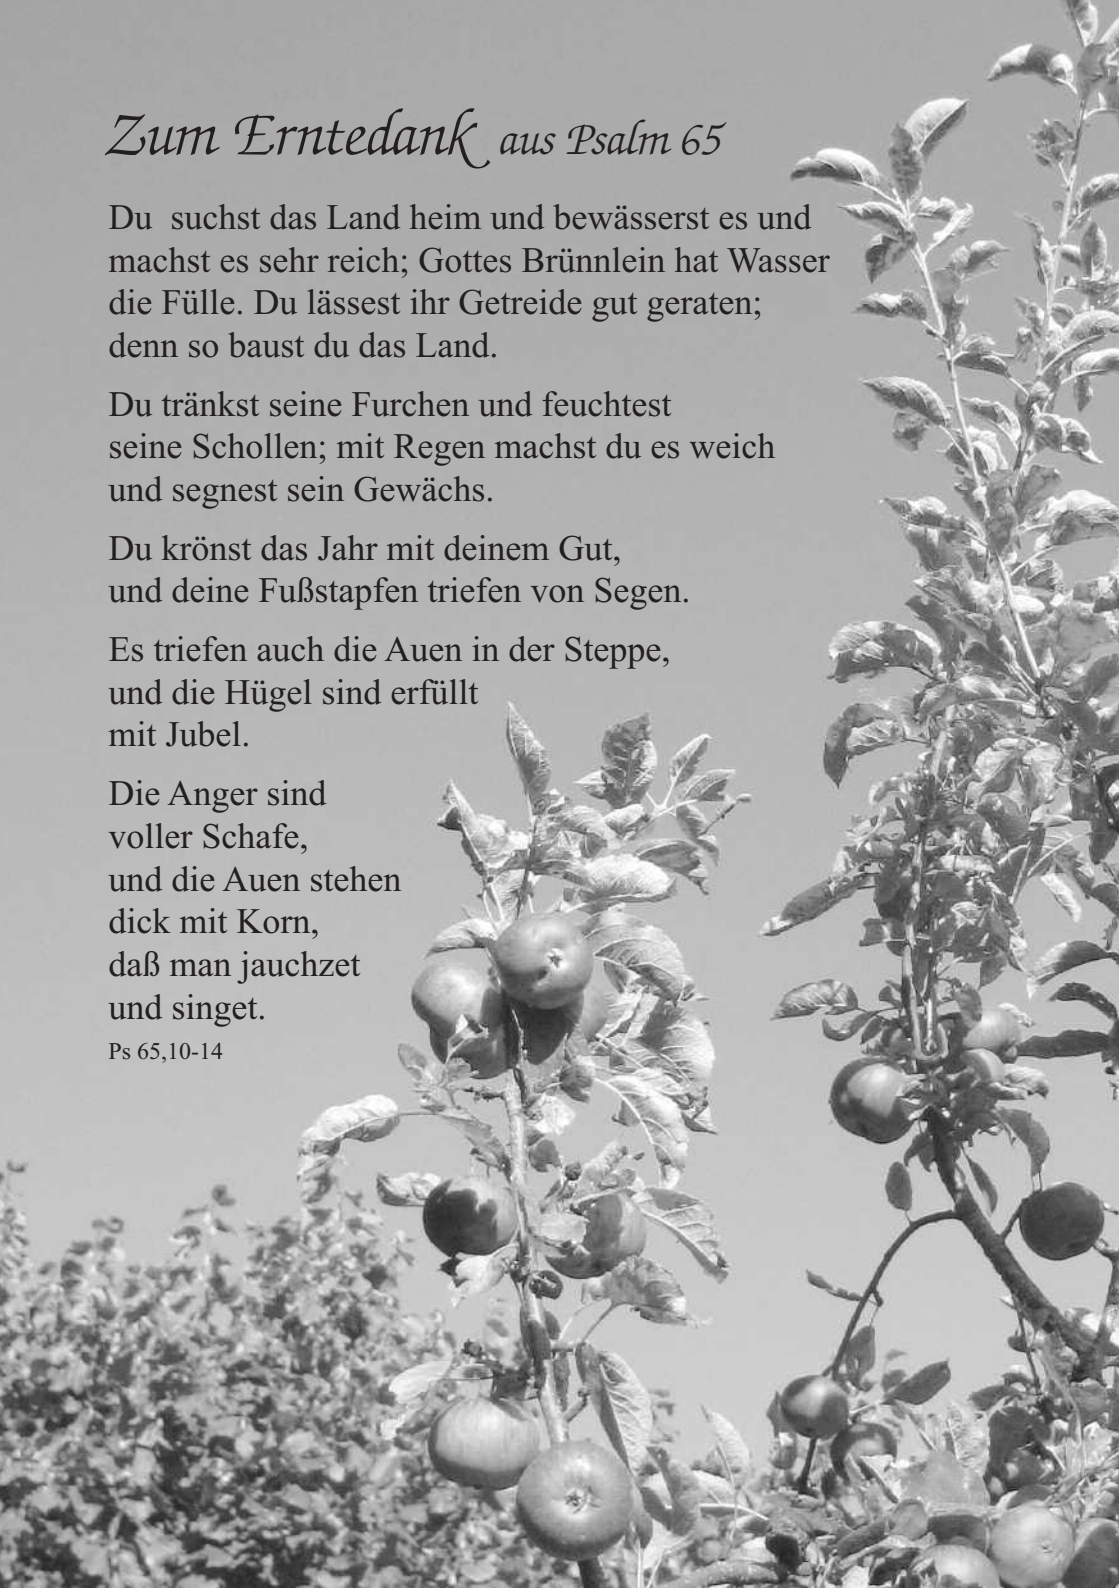 Zum Erntedank aus Psalm 65
Du suchst das Land heim und bewässerst es und
machst es sehr reich; Gottes Brünnlein hat Wasser
die Fülle. Du lässest ihr Getreide gut geraten;
denn so baust du das Land.
Du tränkst seine Furchen und feuchtest
seine Schollen; mit Regen machst du es weich
und segnest sein Gewächs.
Du krönst das Jahr mit deinem Gut,
und deine Fußstapfen triefen von Segen.
Es triefen auch die Auen in der Steppe,
und die Hügel sind erfüllt
mit Jubel.
Die Anger sind
voller Schafe,
und die Auen stehen
dick mit Korn,
daß man jauchzet
und singet.
Ps 65,10-14